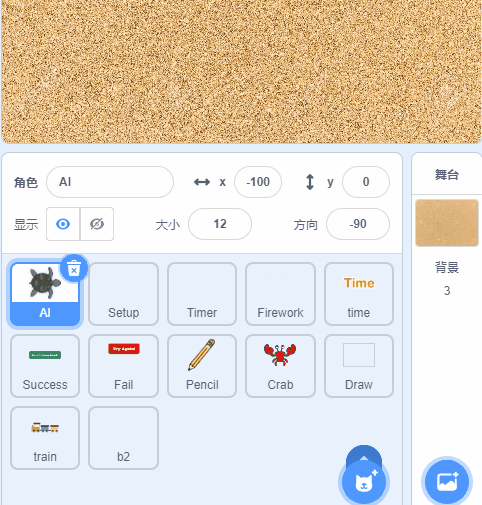 角色 AI x -100 y 0
舞台
显示 大小 12 方向 -90
背景
3
Time
AI Setup Timer Firework time
Try Again!
Success Fail Pencil Crab Draw
train b2